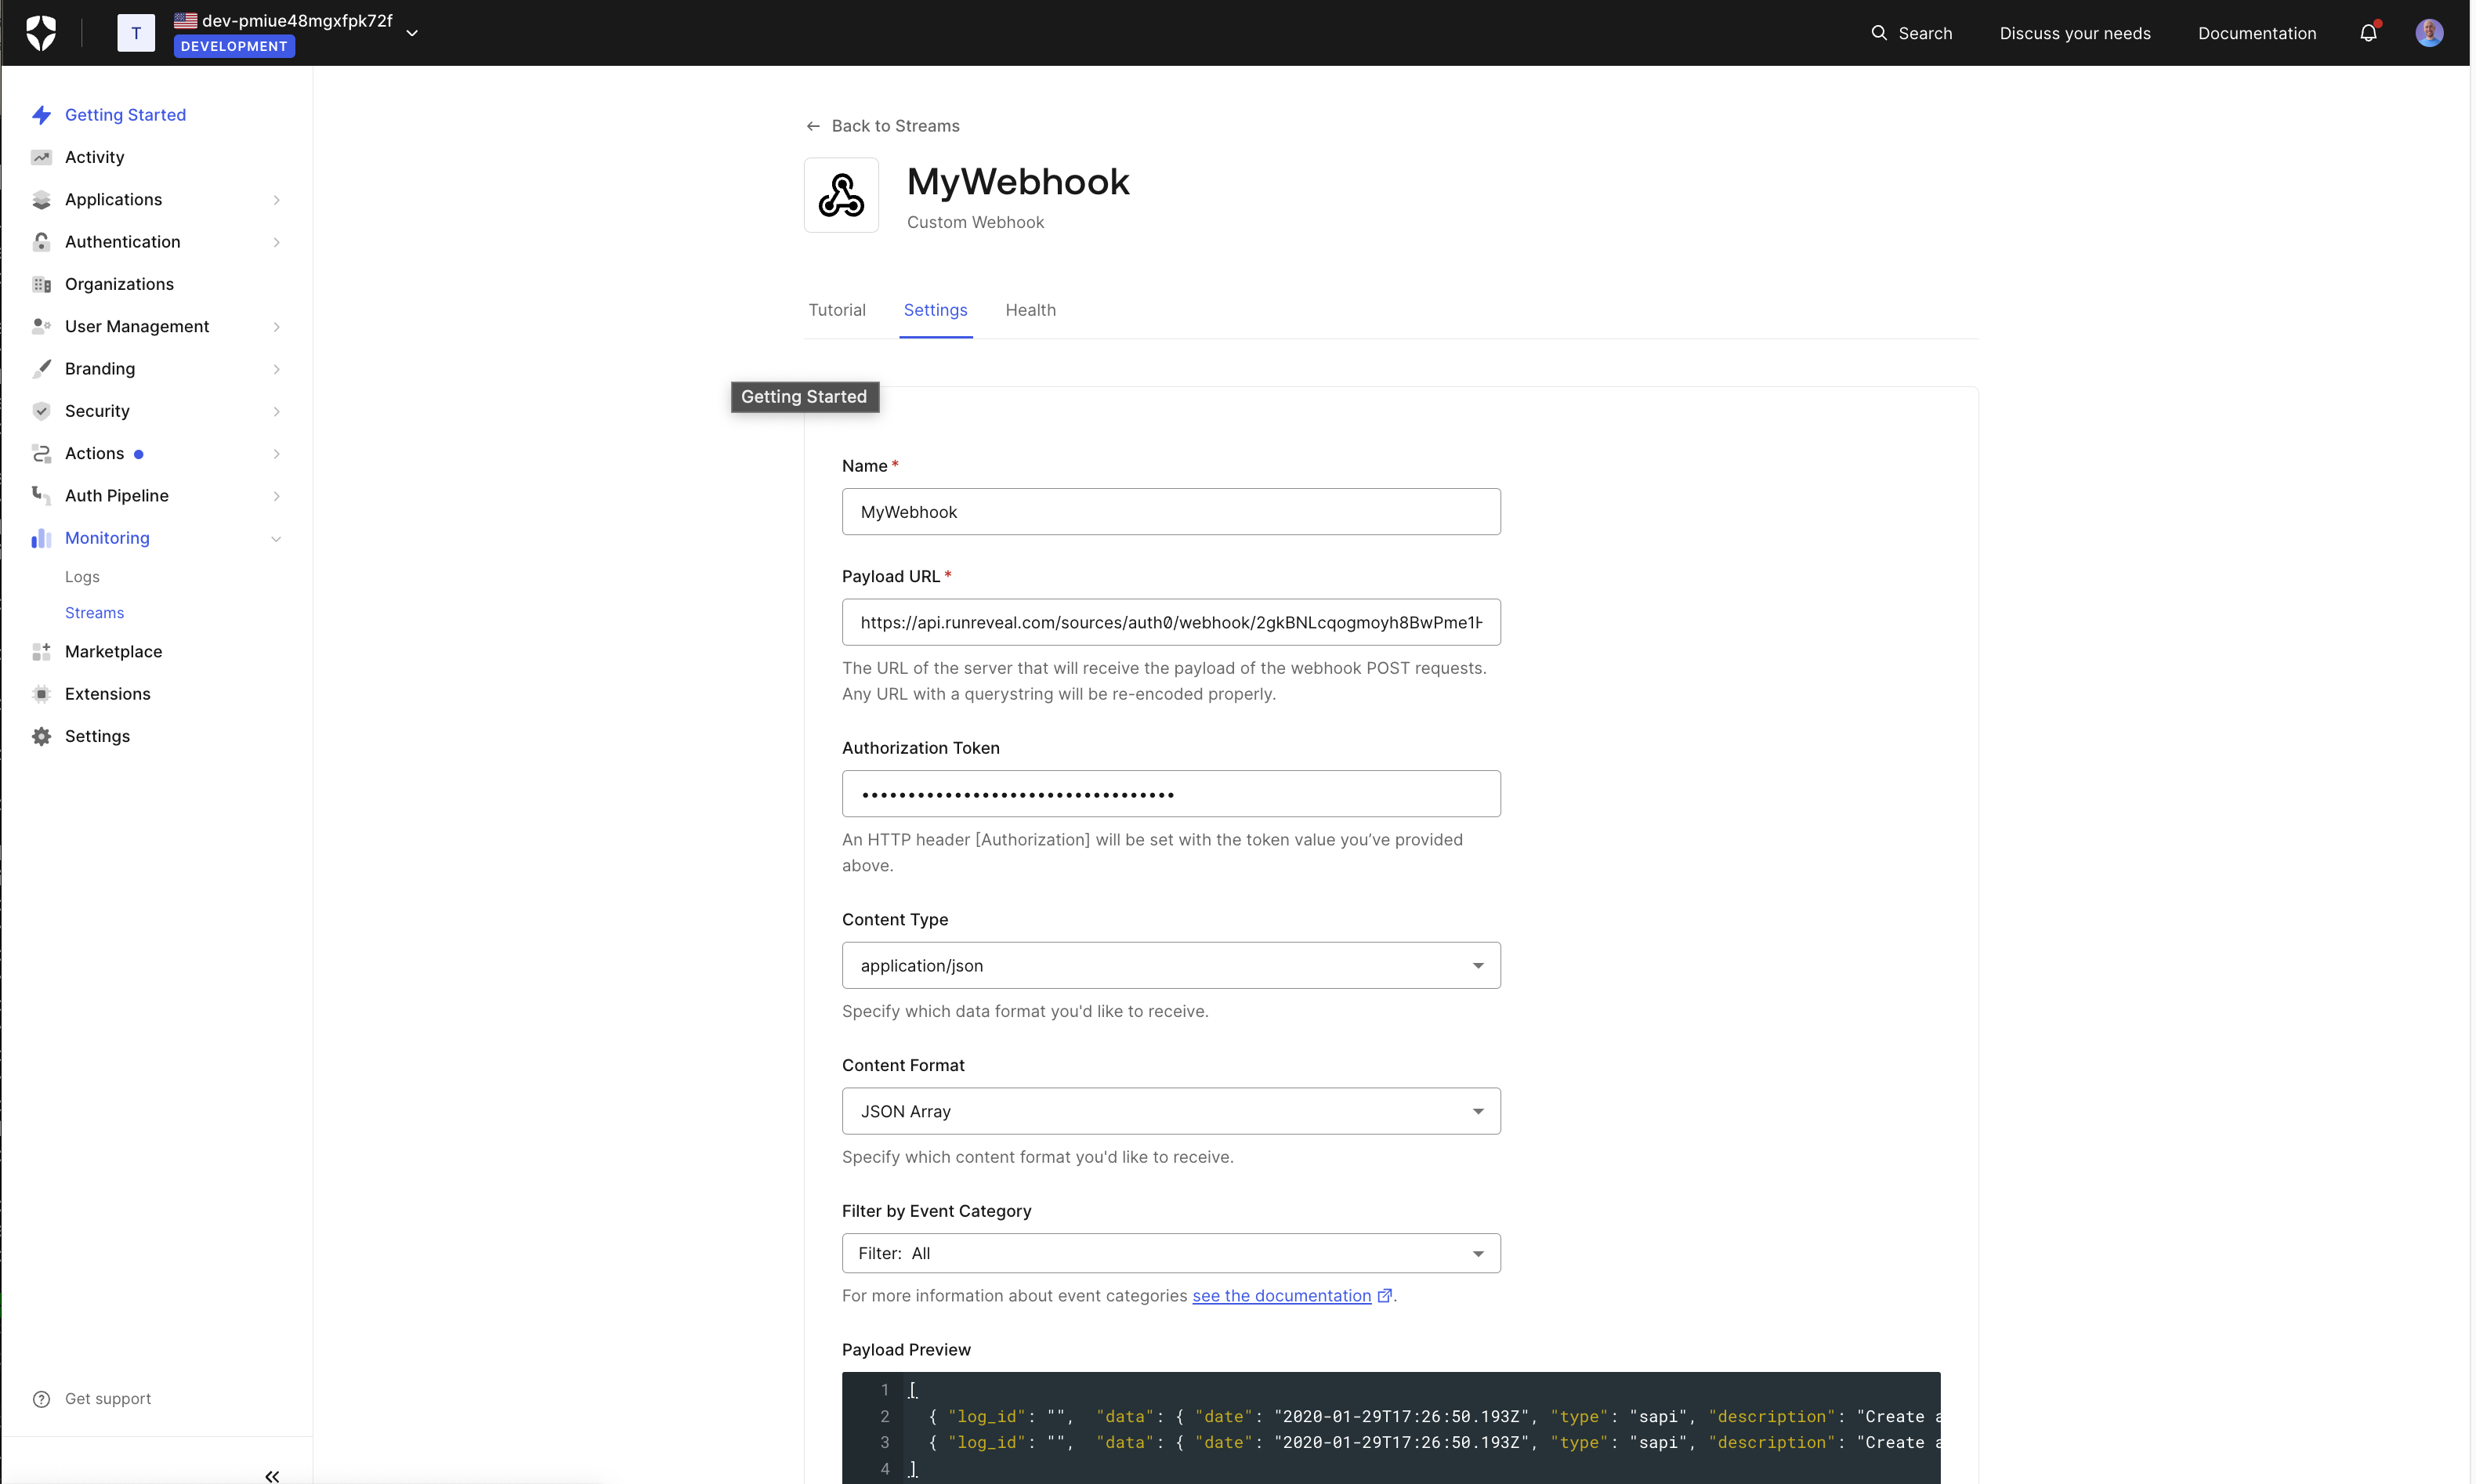 T
dev-pmiue48mgxfpk72f
DEVELOPMENT
Search
Discuss your needs
Documentation
Getting Started
Activity
Applications
Authentication
Organizations
User Management
Branding
Security
Actions
Auth Pipeline
Monitoring
Logs
Streams
Marketplace
Extensions
Settings
Get support
Back to Streams
MyWebhook
Custom Webhook
Tutorial Settings Health
Getting Started
Name *
MyWebhook
Payload URL *
https://api.runreveal.com/sources/auth0/webhook/2gkBNLcqogmoyh8BwPme1H
The URL of the server that will receive the payload of the webhook POST requests.
Any URL with a querystring will be re-encoded properly.
Authorization Token
••••••••••••••••••••••••••••••••••
An HTTP header [Authorization] will be set with the token value you’ve provided
above.
Content Type
application/json
Specify which data format you'd like to receive.
Content Format
JSON Array
Specify which content format you'd like to receive.
Filter by Event Category
Filter: All
For more information about event categories see the documentation .
Payload Preview
1 [
2 { "log_id": "", "data": { "date": "2020-01-29T17:26:50.193Z", "type": "sapi", "description": "Create a
3 { "log_id": "", "data": { "date": "2020-01-29T17:26:50.193Z", "type": "sapi", "description": "Create a
4 ]